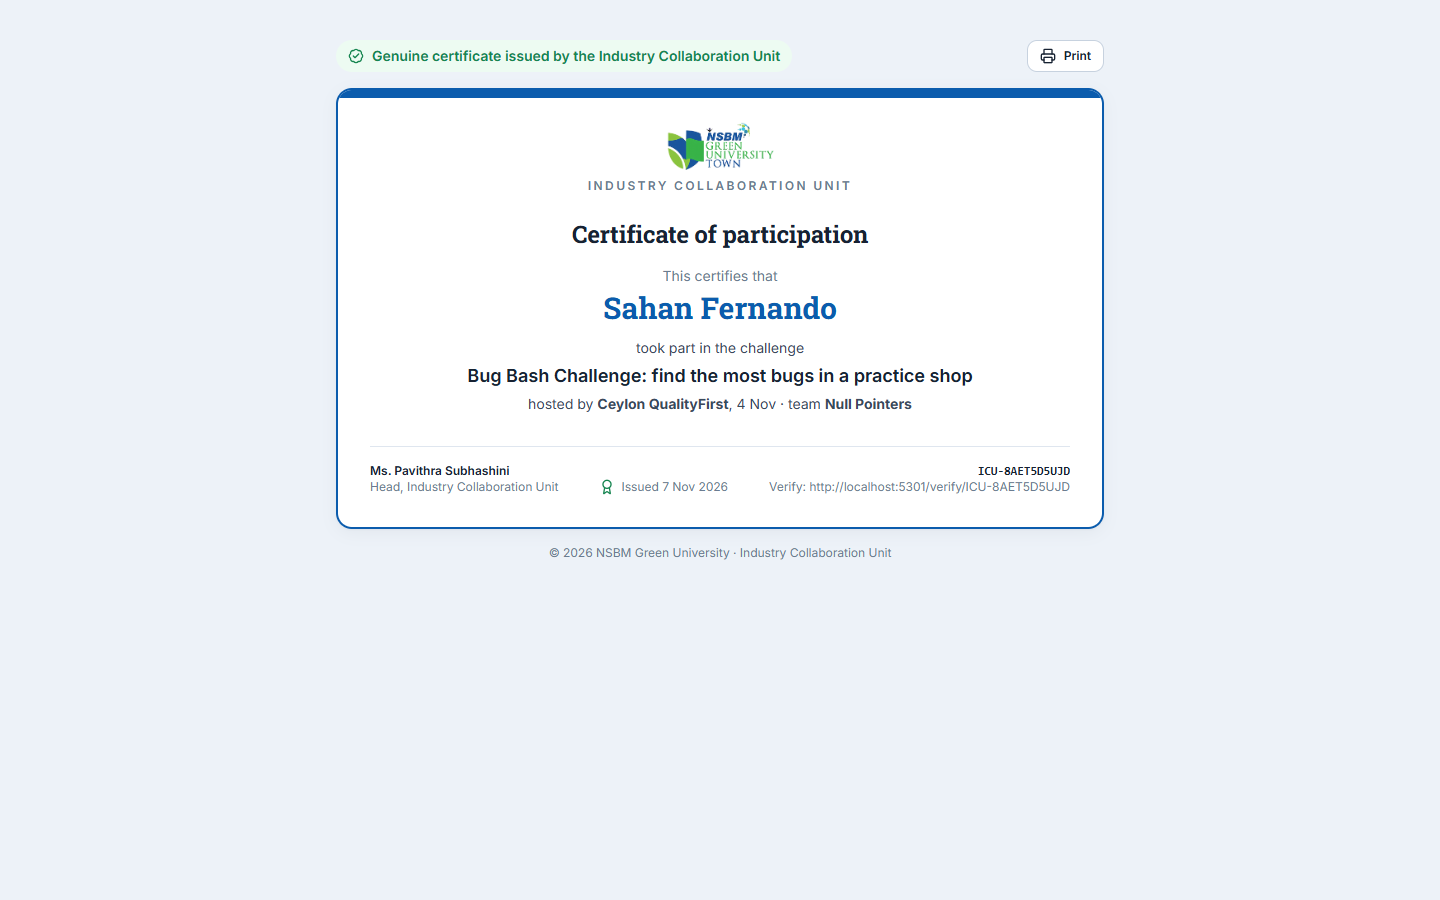 Genuine certificate issued by the Industry Collaboration Unit
Print
NSBM
GREEN
UNIVERSITY
TOWN
INDUSTRY COLLABORATION UNIT
Certificate of participation
This certifies that
Sahan Fernando
took part in the challenge
Bug Bash Challenge: find the most bugs in a practice shop
hosted by Ceylon QualityFirst, 4 Nov · team Null Pointers
Ms. Pavithra Subhashini
Head, Industry Collaboration Unit
Issued 7 Nov 2026
ICU-8AET5D5UJD
Verify: http://localhost:5301/verify/ICU-8AET5D5UJD
© 2026 NSBM Green University · Industry Collaboration Unit